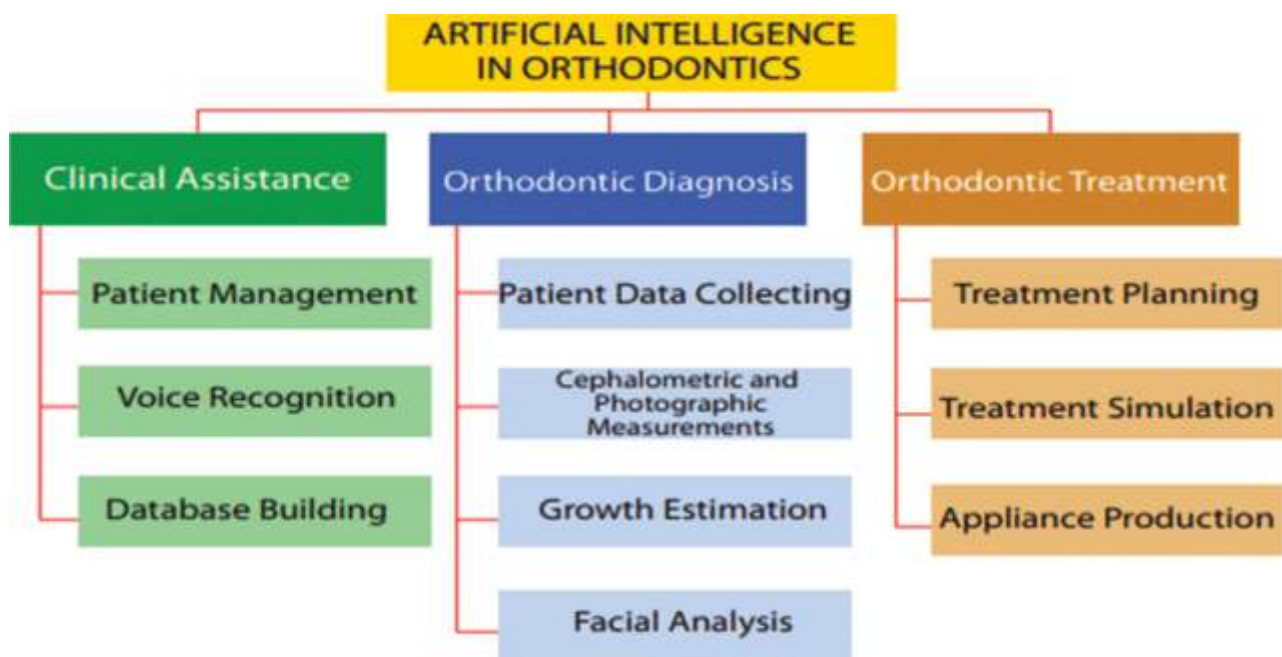 ARTIFICIAL INTELLIGENCE
IN ORTHODONTICS
Clinical Assistance
Orthodontic Diagnosis
Orthodontic Treatment
Patient Management
Voice Recognition
Database Building
Patient Data Collecting
Cephalometric and
Photographic
Measurements
Growth Estimation
Facial Analysis
Treatment Planning
Treatment Simulation
Appliance Production